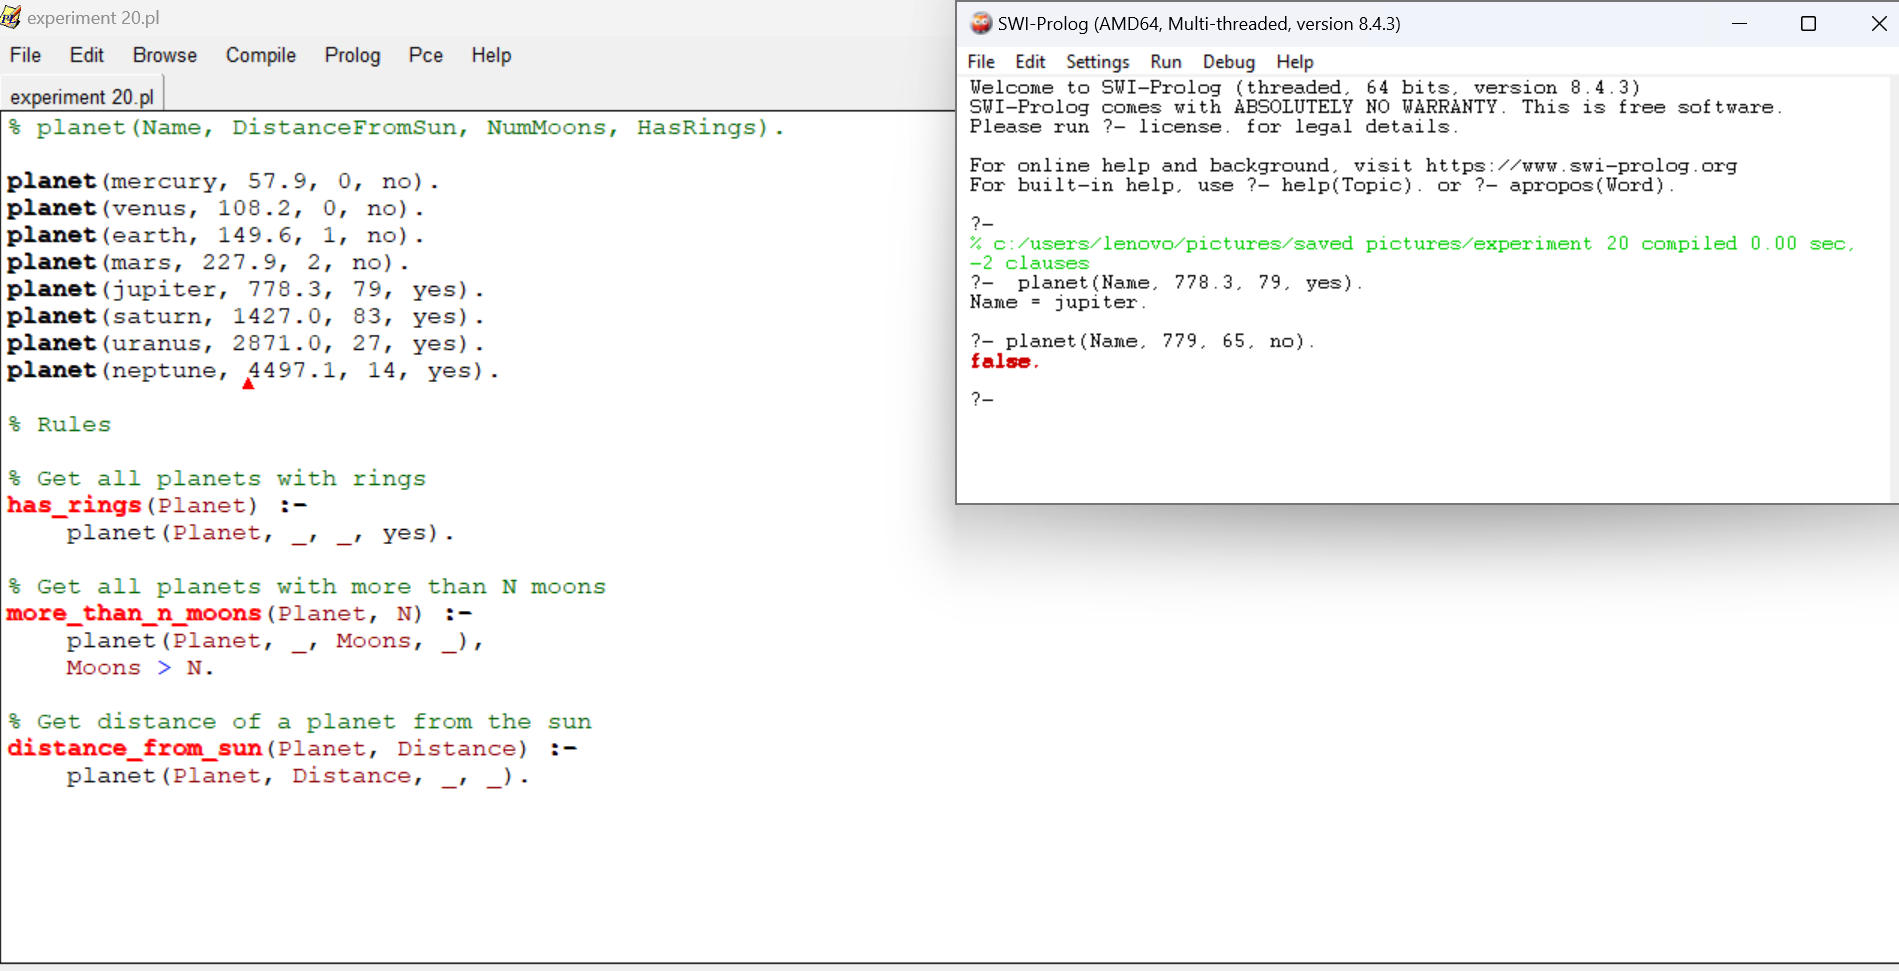 experiment 20.pl
File Edit Browse Compile Prolog Pce Help
experiment 20.pl
% planet(Name, DistanceFromSun, NumMoons, HasRings).
planet(mercury, 57.9, 0, no).
planet(venus, 108.2, 0, no).
planet(earth, 149.6, 1, no).
planet(mars, 227.9, 2, no).
planet(jupiter, 778.3, 79, yes).
planet(saturn, 1427.0, 83, yes).
planet(uranus, 2871.0, 27, yes).
planet(neptune, 4497.1, 14, yes).
% Rules
% Get all planets with rings
has_rings(Planet) :-
    planet(Planet, _, _, yes).
% Get all planets with more than N moons
more_than_n_moons(Planet, N) :-
    planet(Planet, _, Moons, _),
    Moons > N.
% Get distance of a planet from the sun
distance_from_sun(Planet, Distance) :-
    planet(Planet, Distance, _, _).
SWI-Prolog (AMD64, Multi-threaded, version 8.4.3)
File Edit Settings Run Debug Help
Welcome to SWI-Prolog (threaded, 64 bits, version 8.4.3)
SWI-Prolog comes with ABSOLUTELY NO WARRANTY. This is free software.
Please run ?- license. for legal details.
For online help and background, visit https://www.swi-prolog.org
For built-in help, use ?- help(Topic). or ?- apropos(Word).
?-
% c:/users/lenovo/pictures/saved pictures/experiment 20 compiled 0.00 sec,
-2 clauses
?-  planet(Name, 778.3, 79, yes).
Name = jupiter.
?- planet(Name, 779, 65, no).
false.
?-